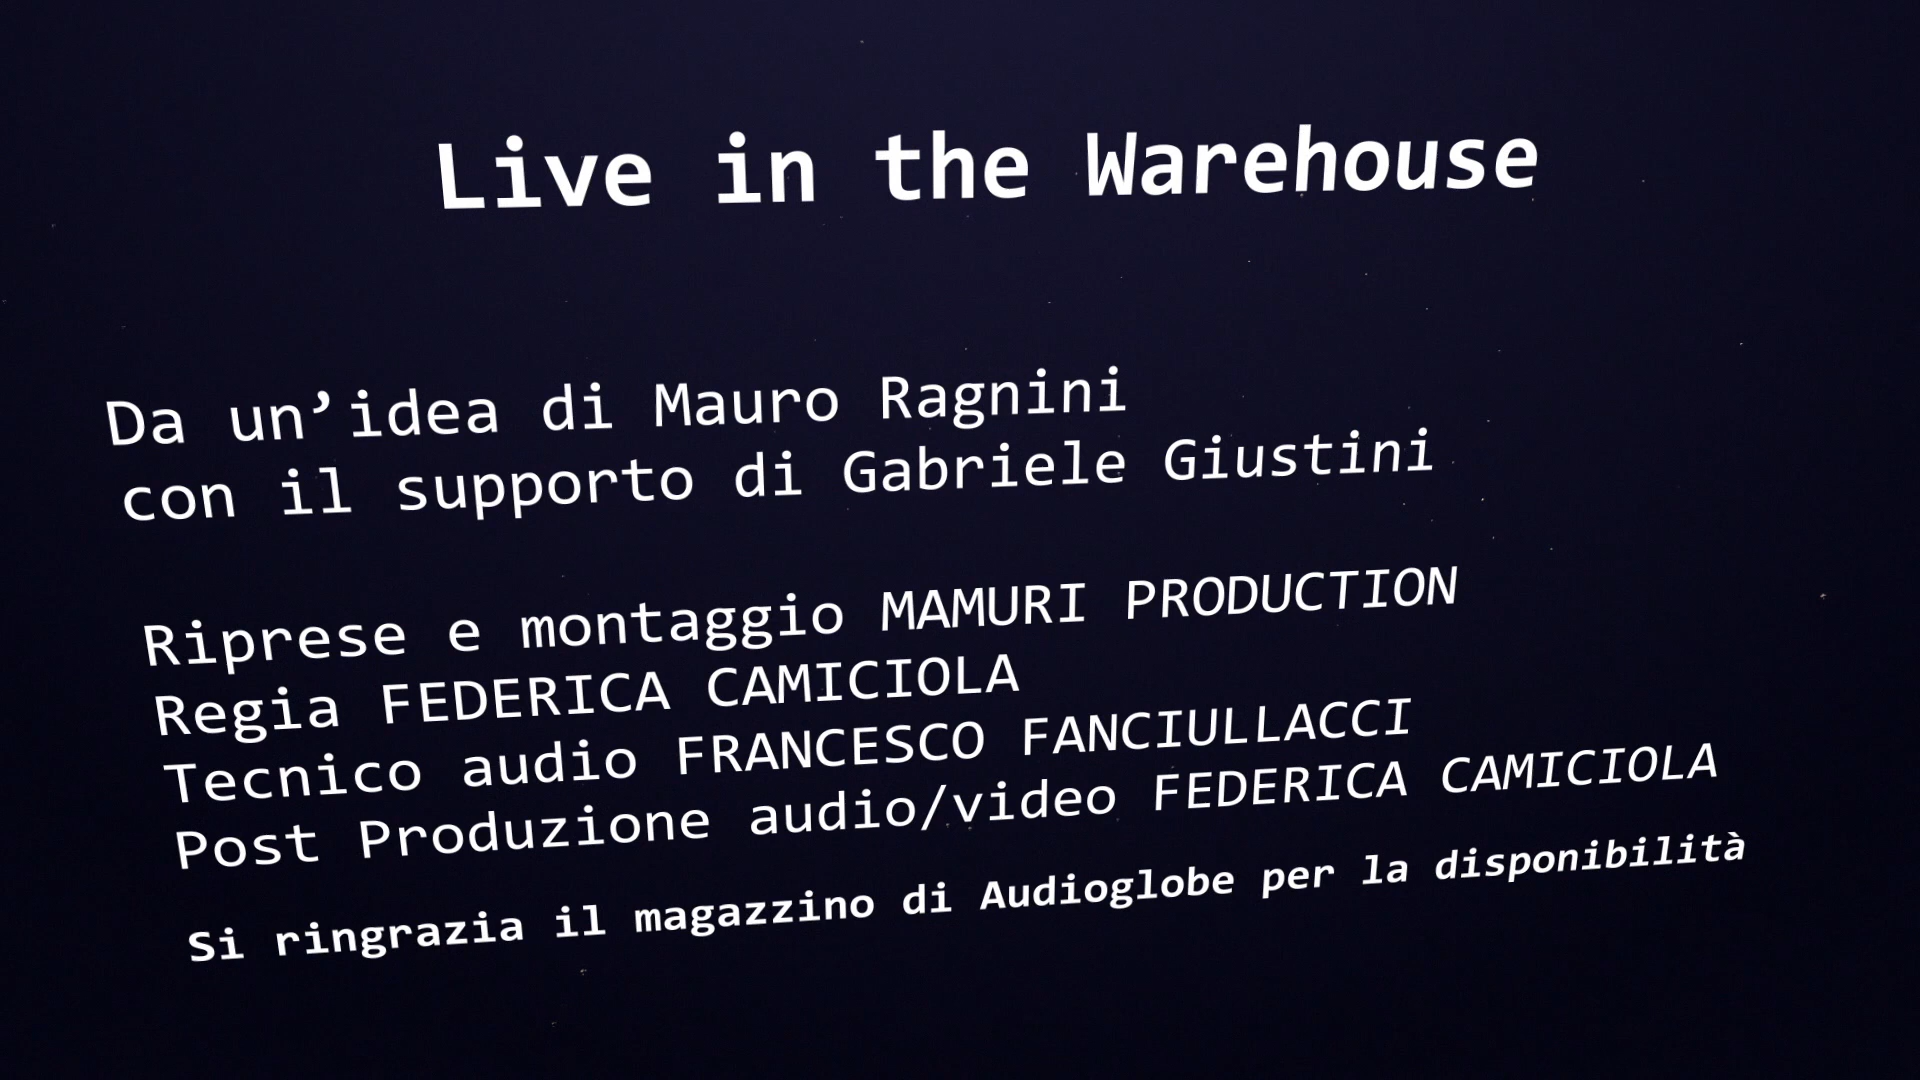 Live in the Warehouse
Da un’idea di Mauro Ragnini
con il supporto di Gabriele Giustini
Riprese e montaggio MAMURI PRODUCTION
Regia FEDERICA CAMICIOLA
Tecnico audio FRANCESCO FANCIULLACCI
Post Produzione audio/video FEDERICA CAMICIOLA
Si ringrazia il magazzino di Audioglobe per la disponibilità